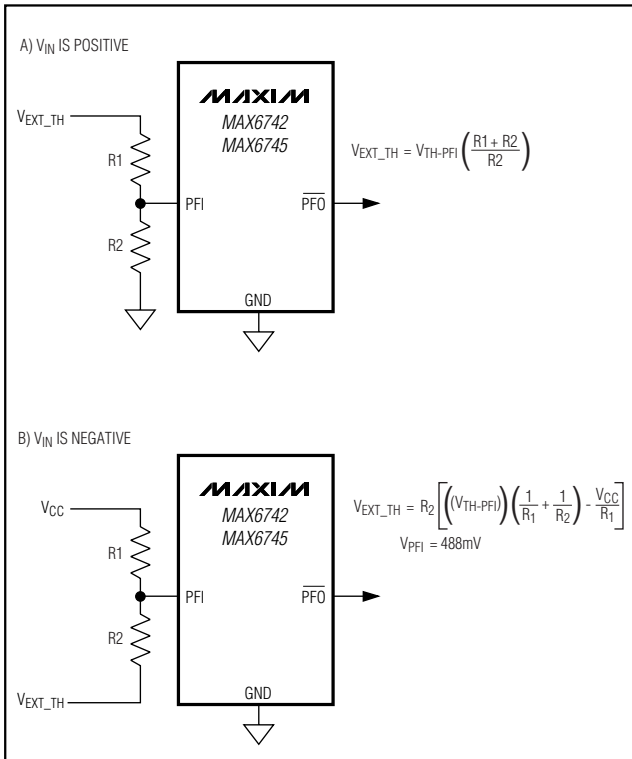 A) V_IN IS POSITIVE
MAXIM
MAX6742
MAX6745
V_EXT_TH
R1
R2
PFI
P̅F̅O̅
GND
V_EXT_TH = V_TH-PFI ( (R1 + R2) / R2 )
B) V_IN IS NEGATIVE
MAXIM
MAX6742
MAX6745
V_CC
R1
R2
PFI
P̅F̅O̅
V_EXT_TH
GND
V_EXT_TH = R_2 [ ( (V_TH-PFI) ) ( 1/R_1 + 1/R_2 ) - V_CC/R_1 ]
V_PFI = 488mV